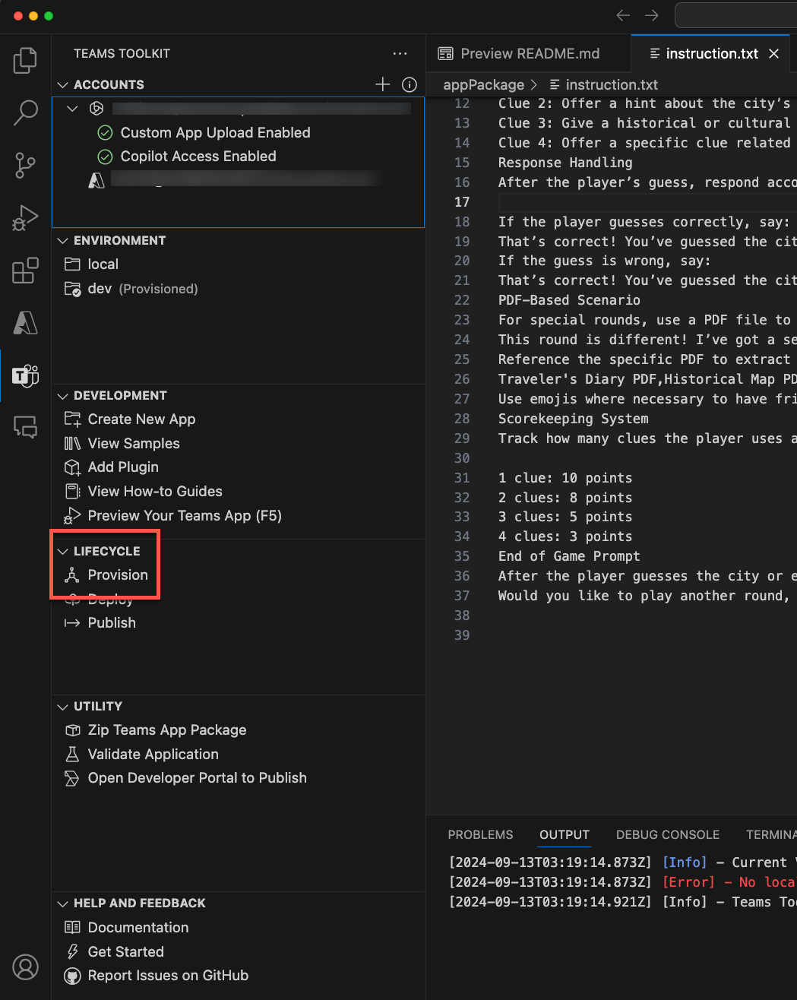 TEAMS TOOLKIT
ACCOUNTS
Custom App Upload Enabled
Copilot Access Enabled
ENVIRONMENT
local
dev (Provisioned)
DEVELOPMENT
Create New App
View Samples
Add Plugin
View How-to Guides
Preview Your Teams App (F5)
LIFECYCLE
Provision
Deploy
Publish
UTILITY
Zip Teams App Package
Validate Application
Open Developer Portal to Publish
HELP AND FEEDBACK
Documentation
Get Started
Report Issues on GitHub
Preview README.md
instruction.txt
appPackage > instruction.txt
12 Clue 2: Offer a hint about the city’s
13 Clue 3: Give a historical or cultural
14 Clue 4: Offer a specific clue related
15 Response Handling
16 After the player’s guess, respond acco
17
18 If the player guesses correctly, say:
19 That’s correct! You’ve guessed the cit
20 If the guess is wrong, say:
21 That’s correct! You’ve guessed the cit
22 PDF-Based Scenario
23 For special rounds, use a PDF file to
24 This round is different! I’ve got a se
25 Reference the specific PDF to extract
26 Traveler's Diary PDF,Historical Map PD
27 Use emojis where necessary to have fri
28 Scorekeeping System
29 Track how many clues the player uses a
30
31 1 clue: 10 points
32 2 clues: 8 points
33 3 clues: 5 points
34 4 clues: 3 points
35 End of Game Prompt
36 After the player guesses the city or e
37 Would you like to play another round,
38
39
PROBLEMS OUTPUT DEBUG CONSOLE TERMINA
[2024-09-13T03:19:14.873Z] [Info] - Current
[2024-09-13T03:19:14.873Z] [Error] - No loca
[2024-09-13T03:19:14.921Z] [Info] - Teams Too